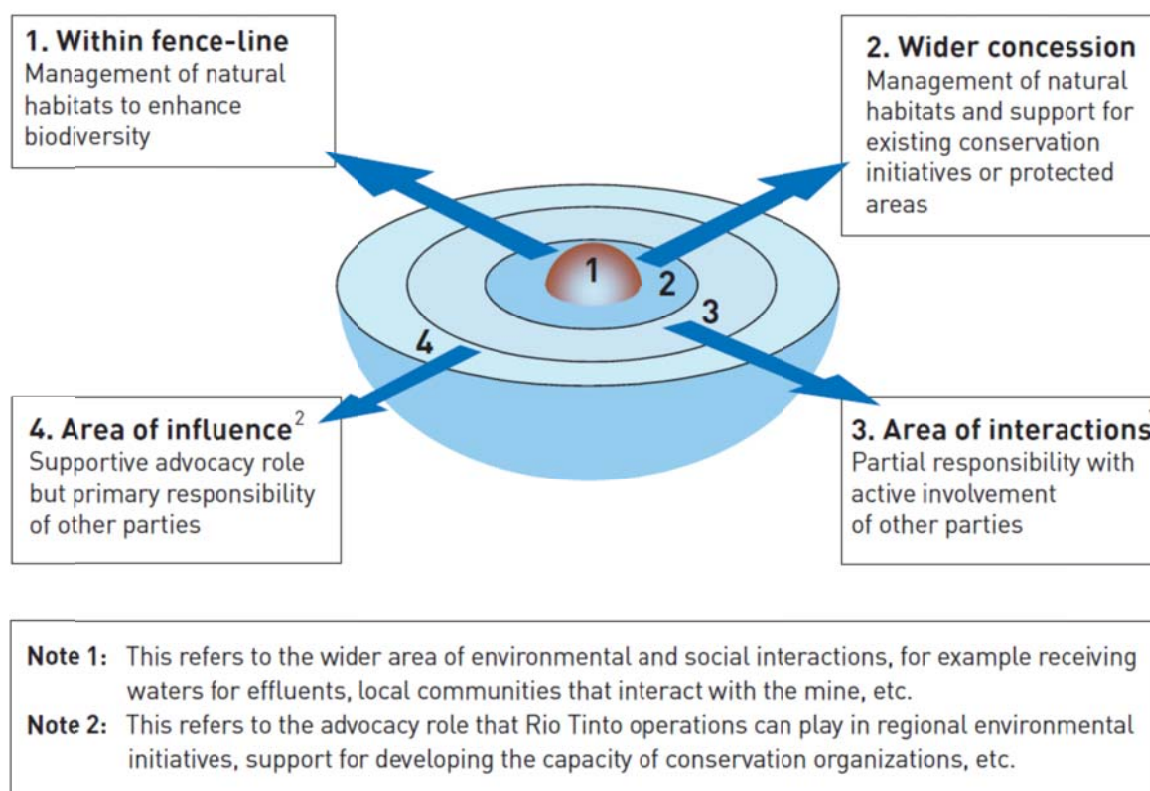 1. Within fence-line
Management of natural
habitats to enhance
biodiversity
2. Wider concession
Management of natural
habitats and support for
existing conservation
initiatives or protected
areas
1
2
3
4
4. Area of influence²
Supportive advocacy role
but primary responsibility
of other parties
3. Area of interactions
Partial responsibility with
active involvement
of other parties
Note 1: This refers to the wider area of environmental and social interactions, for example receiving
waters for effluents, local communities that interact with the mine, etc.
Note 2: This refers to the advocacy role that Rio Tinto operations can play in regional environmental
initiatives, support for developing the capacity of conservation organizations, etc.